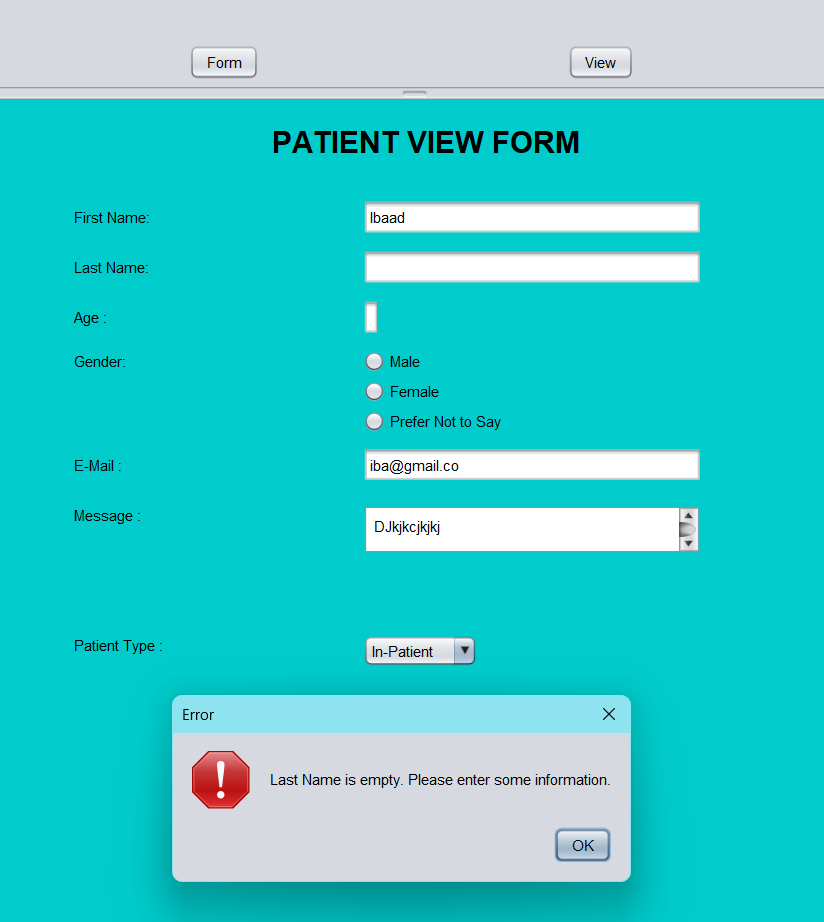 Form View
PATIENT VIEW FORM
First Name: Ibaad
Last Name:
Age :
Gender: Male
Female
Prefer Not to Say
E-Mail : iba@gmail.co
Message : DJkjkcjkjkj
Patient Type : In-Patient
Error
Last Name is empty. Please enter some information.
OK